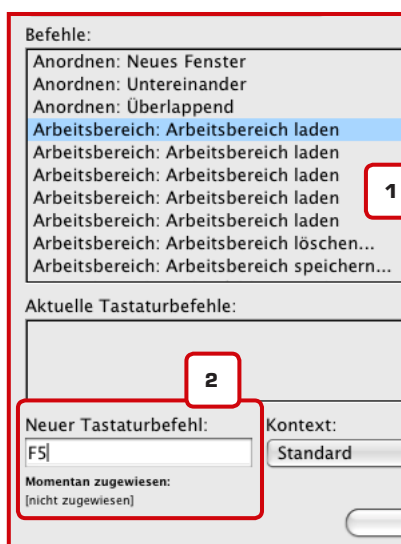 Befehle:
Anordnen: Neues Fenster
Anordnen: Untereinander
Anordnen: Überlappend
Arbeitsbereich: Arbeitsbereich laden
Arbeitsbereich: Arbeitsbereich laden
Arbeitsbereich: Arbeitsbereich laden
Arbeitsbereich: Arbeitsbereich laden
Arbeitsbereich: Arbeitsbereich laden
Arbeitsbereich: Arbeitsbereich löschen...
Arbeitsbereich: Arbeitsbereich speichern...
1
Aktuelle Tastaturbefehle:
2
Neuer Tastaturbefehl:
Kontext:
F5
Standard
Momentan zugewiesen:
[nicht zugewiesen]